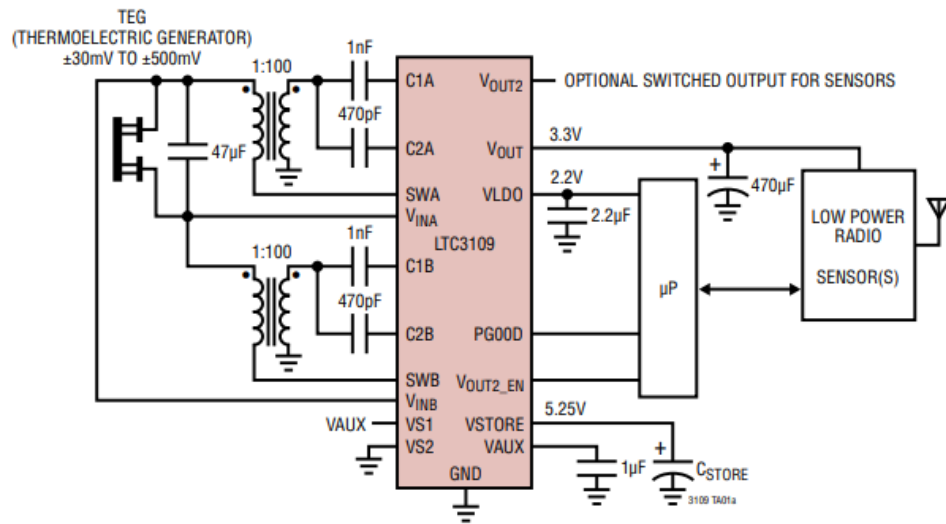 TEG
(THERMOELECTRIC GENERATOR)
±30mV TO ±500mV
1:100
1nF
470pF
47µF
C1A
C2A
SWA
VINA
1:100
1nF
470pF
C1B
C2B
SWB
VINB
VAUX
VS1
VS2
LTC3109
GND
VOUT2
OPTIONAL SWITCHED OUTPUT FOR SENSORS
VOUT
3.3V
VLDO
2.2V
2.2µF
+
470µF
PG00D
VOUT2_EN
µP
LOW POWER
RADIO
SENSOR(S)
VSTORE
5.25V
VAUX
1µF
+
CSTORE
3109 TA01a